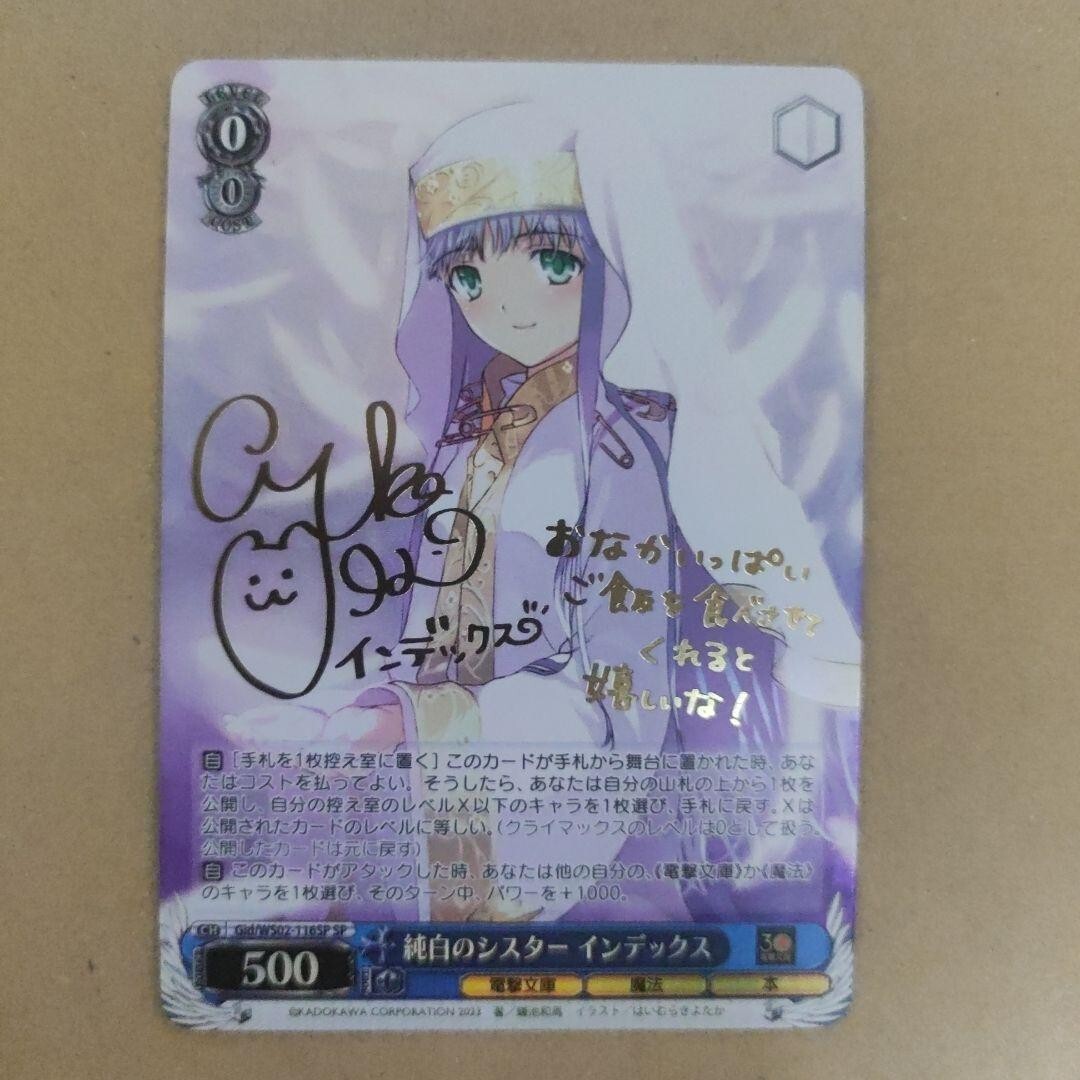 LEVEL
0
0
COST
おなかいっぱい
ご飯を食べさせて
くれると
嬉しいな!
インデックス
自［手札を1枚控え室に置く］このカードが手札から舞台に置かれた時、あな
たはコストを払ってよい。そうしたら、あなたは自分の山札の上から1枚を
公開し、自分の控え室のレベルX以下のキャラを1枚選び、手札に戻す。Xは
公開されたカードのレベルに等しい。(クライマックスのレベルは0として扱う。
公開したカードは元に戻す)
自 このカードがアタックした時、あなたは他の自分の、《電撃文庫》か《魔法》
のキャラを1枚選び、そのターン中、パワーを+1000。
CH Gid/WS02-116SP SP
純白のシスター インデックス
500 1
電撃文庫 魔法 本
©KADOKAWA CORPORATION 2023 著/鎌池和馬 イラスト/はいむらきよたか